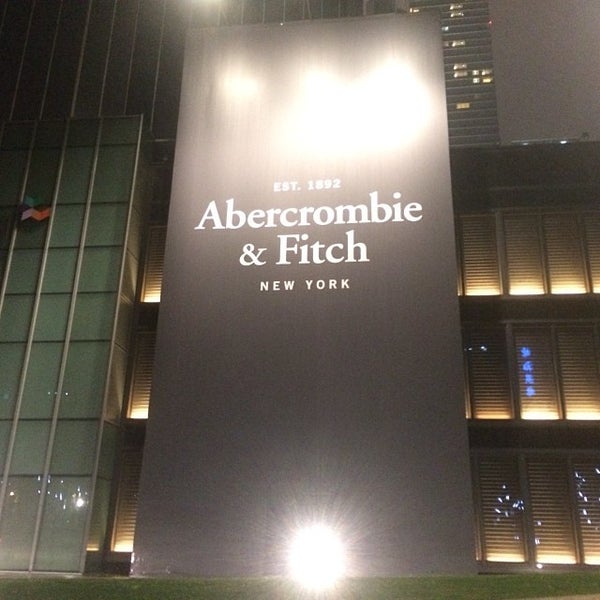 EST. 1892
Abercrombie
& Fitch
NEW YORK